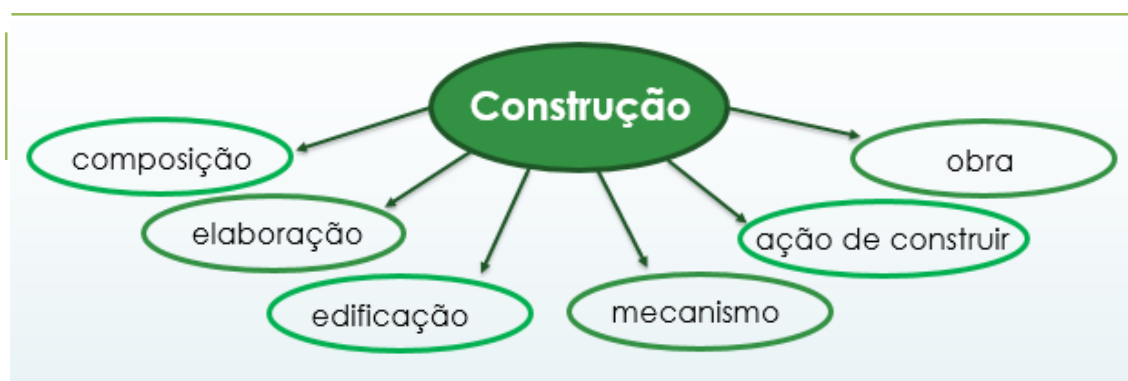 Construção
composição
obra
elaboração
ação de construir
edificação
mecanismo